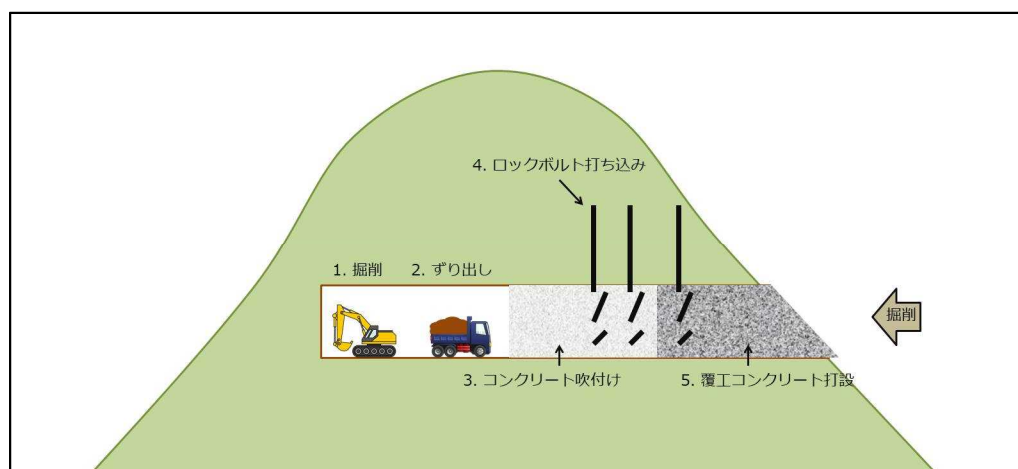 4. ロックボルト打ち込み
1. 掘削
2. ずり出し
掘削
3. コンクリート吹付け
5. 覆工コンクリート打設